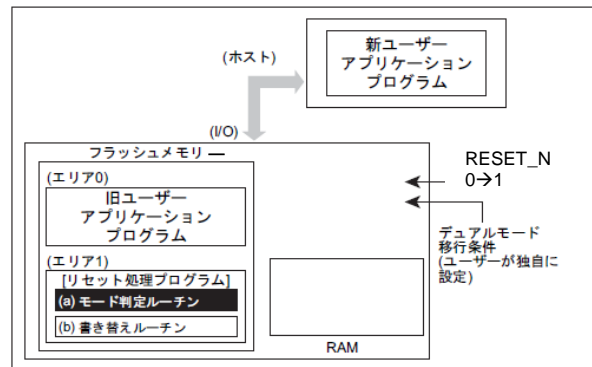 新ユーザー
アプリケーション
プログラム
(ホスト)
(I/O)
フラッシュメモリ
(エリア0)
旧ユーザー
アプリケーション
プログラム
(エリア1)
[リセット処理プログラム]
(a) モード判定ルーチン
(b) 書き替えルーチン
RAM
RESET_N
0→1
デュアルモード
移行条件
(ユーザーが独自に
設定)